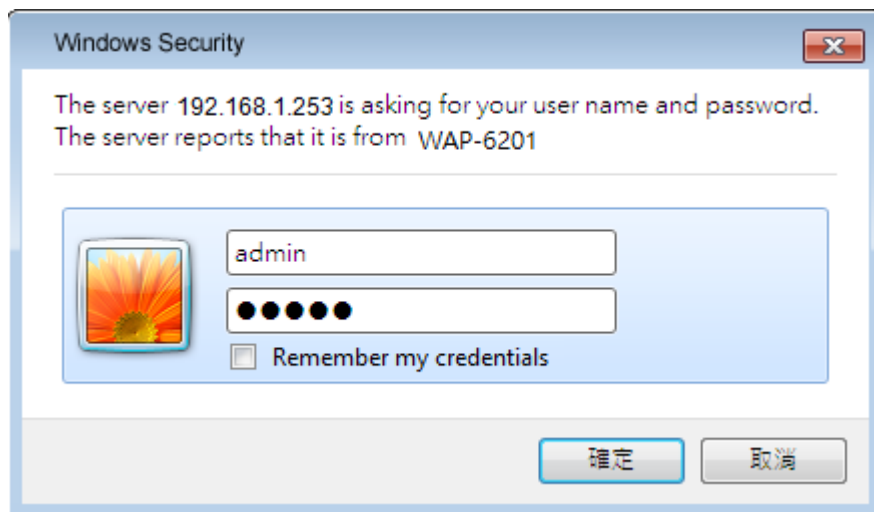 Windows Security
The server 192.168.1.253 is asking for your user name and password.
The server reports that it is from WAP-6201
admin
●●●●●
Remember my credentials
確定
取消